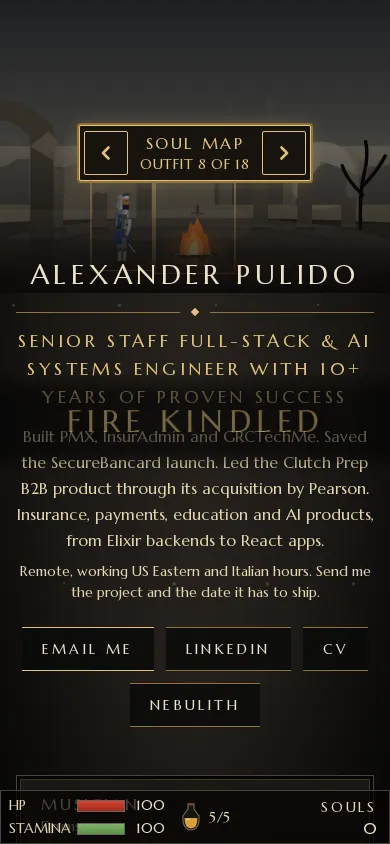 SOUL MAP
OUTFIT 8 OF 18
ALEXANDER PULIDO
SENIOR STAFF FULL-STACK & AI
SYSTEMS ENGINEER WITH 10+
YEARS OF PROVEN SUCCESS
FIRE KINDLED
Built PMX, InsurAdmin and GRCTechMe. Saved
the SecureBancard launch. Led the Clutch Prep
B2B product through its acquisition by Pearson.
Insurance, payments, education and AI products,
from Elixir backends to React apps.
Remote, working US Eastern and Italian hours. Send me
the project and the date it has to ship.
EMAIL ME
LINKEDIN
CV
NEBULITH
HP 100
STAMINA 100
5/5
SOULS
0